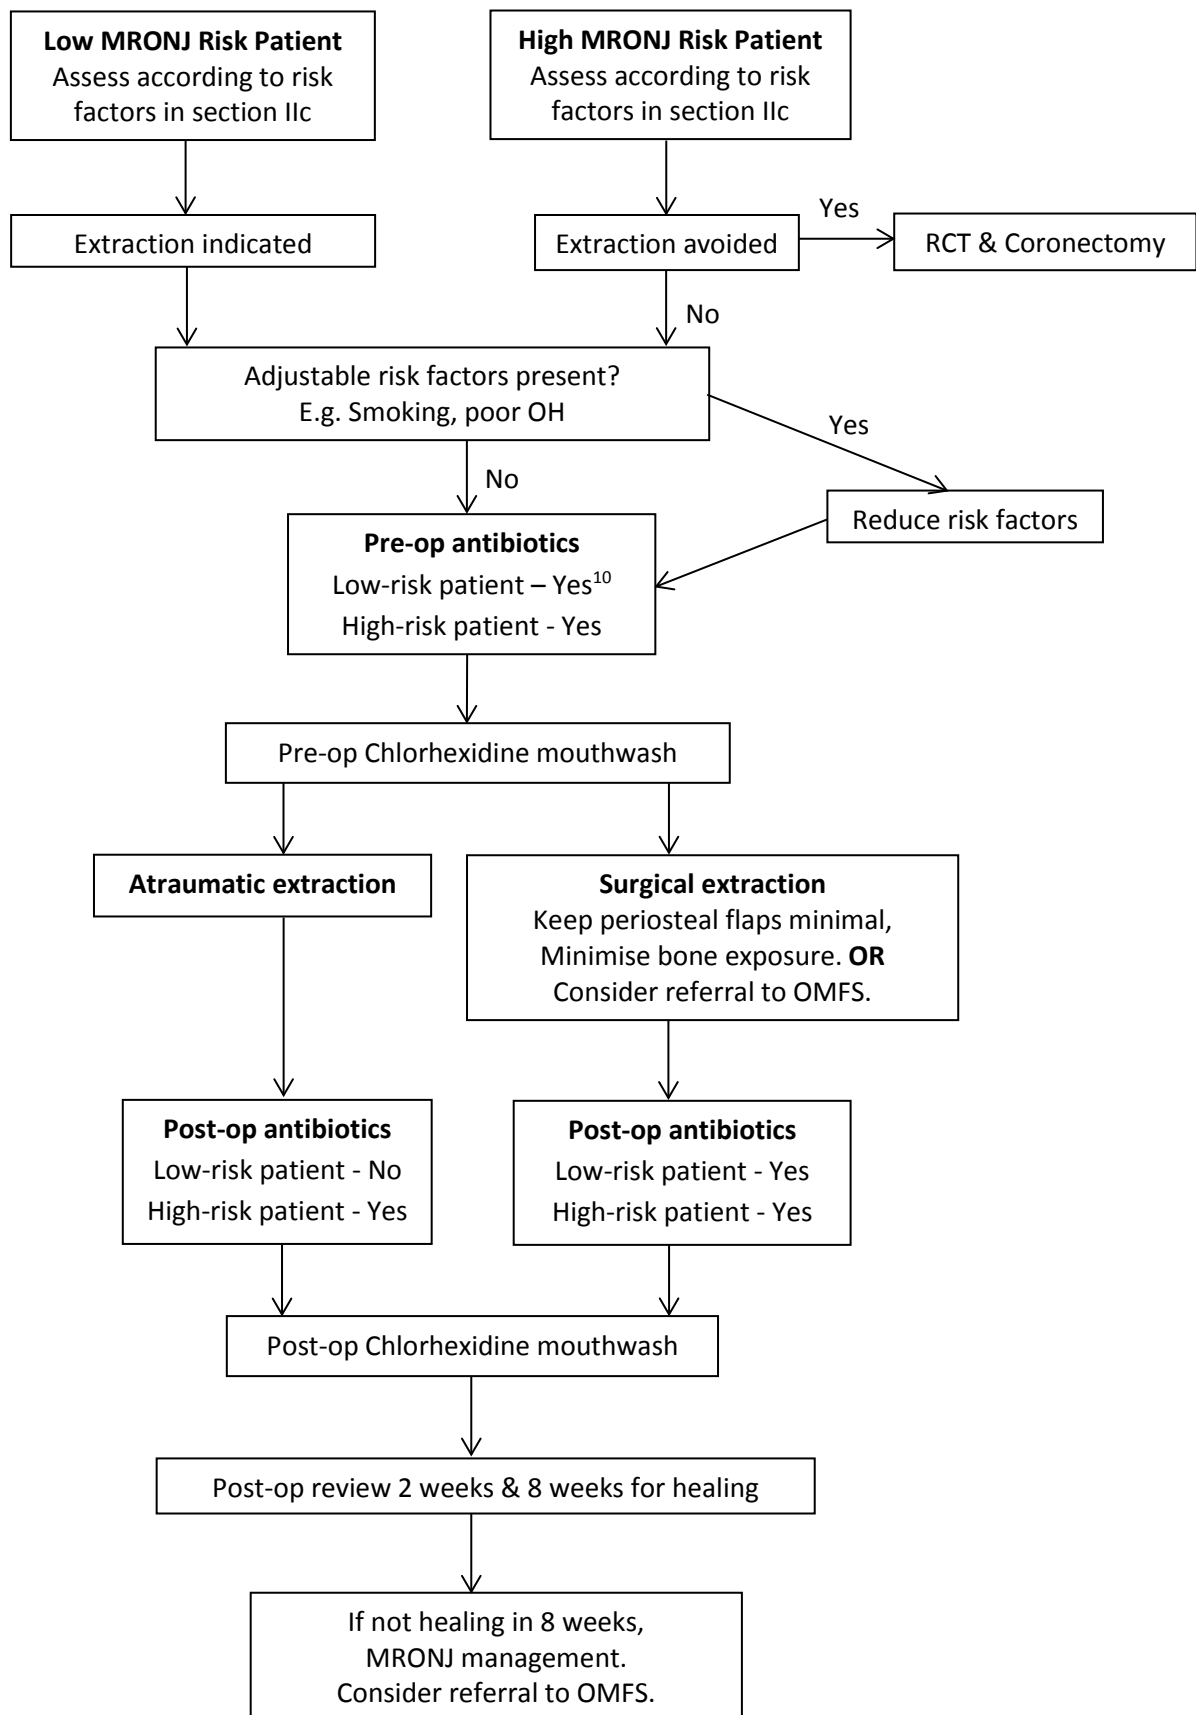 Low MRONJ Risk Patient
Assess according to risk
factors in section IIc
High MRONJ Risk Patient
Assess according to risk
factors in section IIc
Extraction indicated
Extraction avoided
Yes
RCT & Coronectomy
No
Adjustable risk factors present?
E.g. Smoking, poor OH
Yes
No
Reduce risk factors
Pre-op antibiotics
Low-risk patient – Yes¹⁰
High-risk patient - Yes
Pre-op Chlorhexidine mouthwash
Atraumatic extraction
Surgical extraction
Keep periosteal flaps minimal,
Minimise bone exposure. OR
Consider referral to OMFS.
Post-op antibiotics
Low-risk patient - No
High-risk patient - Yes
Post-op antibiotics
Low-risk patient - Yes
High-risk patient - Yes
Post-op Chlorhexidine mouthwash
Post-op review 2 weeks & 8 weeks for healing
If not healing in 8 weeks,
MRONJ management.
Consider referral to OMFS.